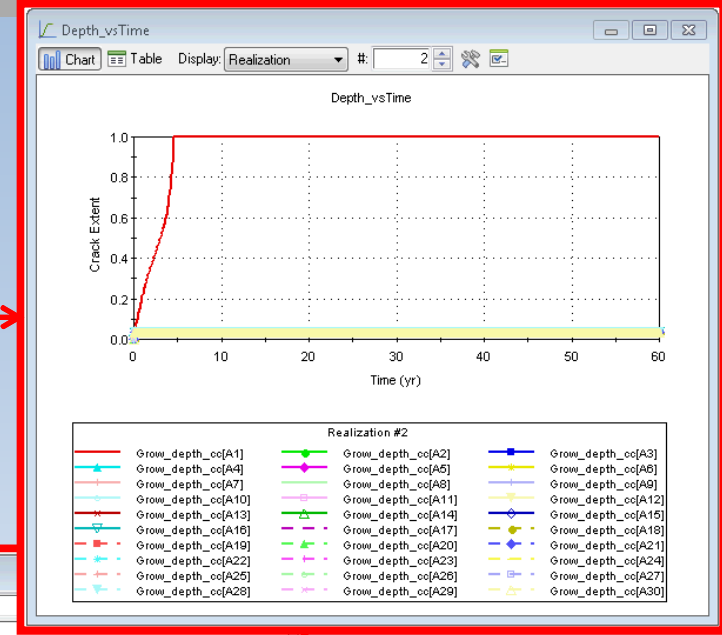 Depth_vsTime
Chart Table Display: Realization #: 2
Depth_vsTime
1.0
0.8
0.6
0.4
0.2
0.0
Crack Extent
0 10 20 30 40 50 60
Time (yr)
Realization #2
Grow_depth_cc[A1] Grow_depth_cc[A2] Grow_depth_cc[A3]
Grow_depth_cc[A4] Grow_depth_cc[A5] Grow_depth_cc[A6]
Grow_depth_cc[A7] Grow_depth_cc[A8] Grow_depth_cc[A9]
Grow_depth_cc[A10] Grow_depth_cc[A11] Grow_depth_cc[A12]
Grow_depth_cc[A13] Grow_depth_cc[A14] Grow_depth_cc[A15]
Grow_depth_cc[A16] Grow_depth_cc[A17] Grow_depth_cc[A18]
Grow_depth_cc[A19] Grow_depth_cc[A20] Grow_depth_cc[A21]
Grow_depth_cc[A22] Grow_depth_cc[A23] Grow_depth_cc[A24]
Grow_depth_cc[A25] Grow_depth_cc[A26] Grow_depth_cc[A27]
Grow_depth_cc[A28] Grow_depth_cc[A29] Grow_depth_cc[A30]